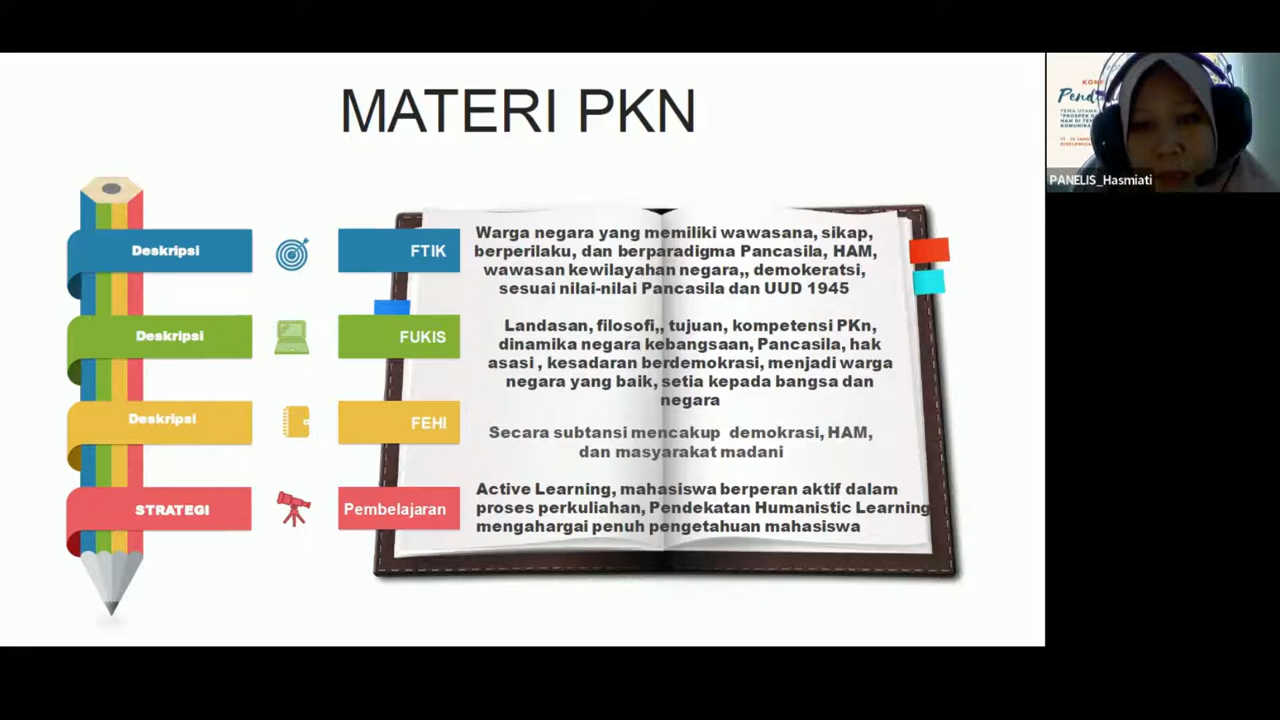 MATERI PKN
Deskripsi
FTIK
Warga negara yang memiliki wawasana, sikap,
berperilaku, dan berparadigma Pancasila, HAM,
wawasan kewilayahan negara,, demokeratsi,
sesuai nilai-nilai Pancasila dan UUD 1945
Deskripsi
FUKIS
Landasan, filosofi,, tujuan, kompetensi PKn,
dinamika negara kebangsaan, Pancasila, hak
asasi , kesadaran berdemokrasi, menjadi warga
negara yang baik, setia kepada bangsa dan
negara
Deskripsi
FEHI
Secara subtansi mencakup demokrasi, HAM,
dan masyarakat madani
STRATEGI
Pembelajaran
Active Learning, mahasiswa berperan aktif dalam
proses perkuliahan, Pendekatan Humanistic Learning
mengahargai penuh pengetahuan mahasiswa
PANELIS_Hasmiati